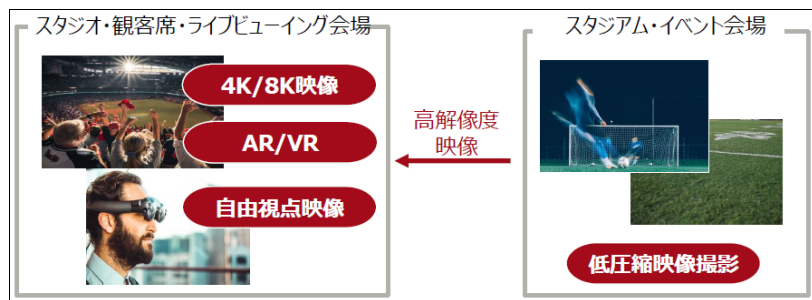 スタジオ・観客席・ライブビューイング会場
4K/8K映像
AR/VR
自由視点映像
高解像度
映像
スタジアム・イベント会場
低圧縮映像撮影